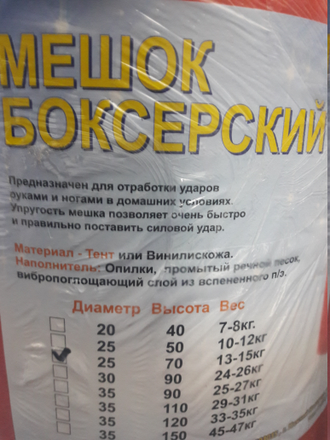 МЕШОК
БОКСЕРСКИЙ
Предназначен для отработки ударов
руками и ногами в домашних условиях.
Упругость мешка позволяет очень быстро
и правильно поставить силовой удар.
Материал - Тент или Винилискожа.
Наполнитель: Опилки, промытый речной песок,
вибропоглощающий слой из вспененного п/э.
Диаметр Высота Вес
20 40 7-8кг.
25 50 10-12кг
25 70 13-15кг
30 90 24-26кг
35 90 25-27кг
35 110 29-31кг
35 120 33-35кг
35 150 45-47кг